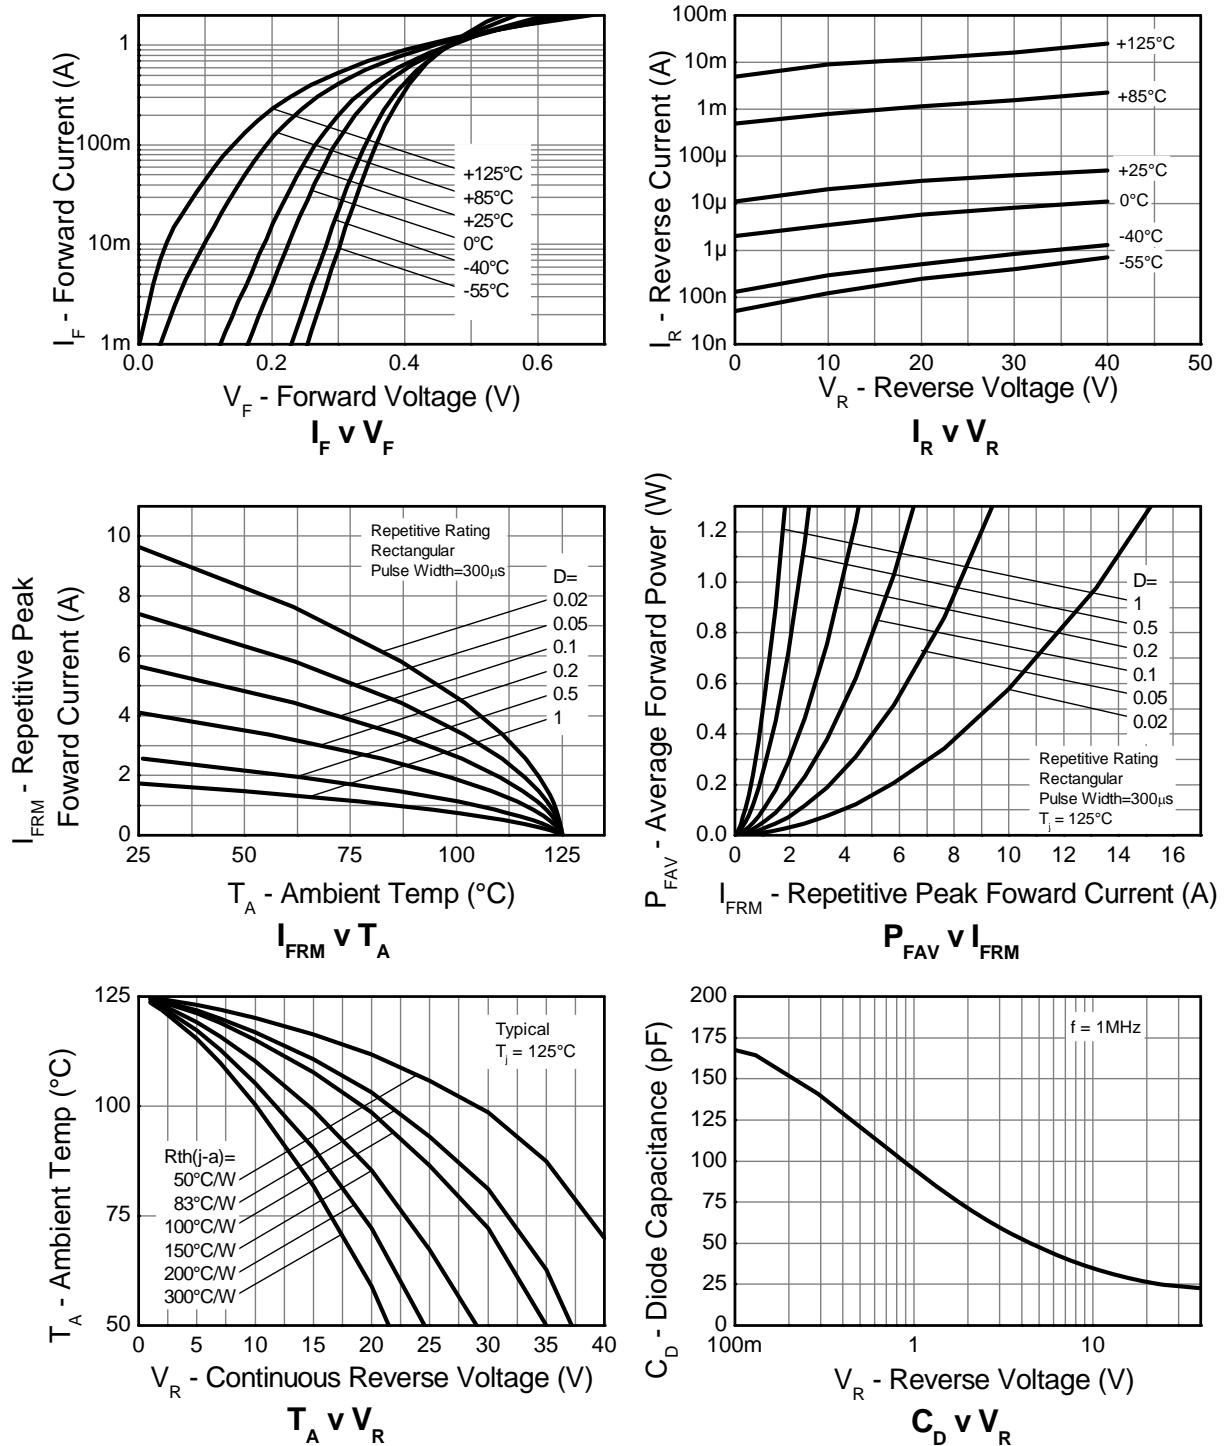 I_F - Forward Current (A)
1
100m
10m
1m
+125°C
+85°C
+25°C
0°C
-40°C
-55°C
0.0 0.2 0.4 0.6
V_F - Forward Voltage (V)
I_F v V_F
I_R - Reverse Current (A)
100m
10m
1m
100µ
10µ
1µ
100n
10n
+125°C
+85°C
+25°C
0°C
-40°C
-55°C
0 10 20 30 40 50
V_R - Reverse Voltage (V)
I_R v V_R
I_FRM - Repetitive Peak
Foward Current (A)
10
8
6
4
2
0
Repetitive Rating
Rectangular
Pulse Width=300µs
D=
0.02
0.05
0.1
0.2
0.5
1
25 50 75 100 125
T_A - Ambient Temp (°C)
I_FRM v T_A
P_FAV - Average Forward Power (W)
1.2
1.0
0.8
0.6
0.4
0.2
0.0
D=
1
0.5
0.2
0.1
0.05
0.02
Repetitive Rating
Rectangular
Pulse Width=300µs
T_j = 125°C
0 2 4 6 8 10 12 14 16
I_FRM - Repetitive Peak Foward Current (A)
P_FAV v I_FRM
T_A - Ambient Temp (°C)
125
100
75
50
Typical
T_j = 125°C
Rth(j-a)=
50°C/W
83°C/W
100°C/W
150°C/W
200°C/W
300°C/W
0 5 10 15 20 25 30 35 40
V_R - Continuous Reverse Voltage (V)
T_A v V_R
C_D - Diode Capacitance (pF)
200
175
150
125
100
75
50
25
0
f = 1MHz
100m 1 10
V_R - Reverse Voltage (V)
C_D v V_R